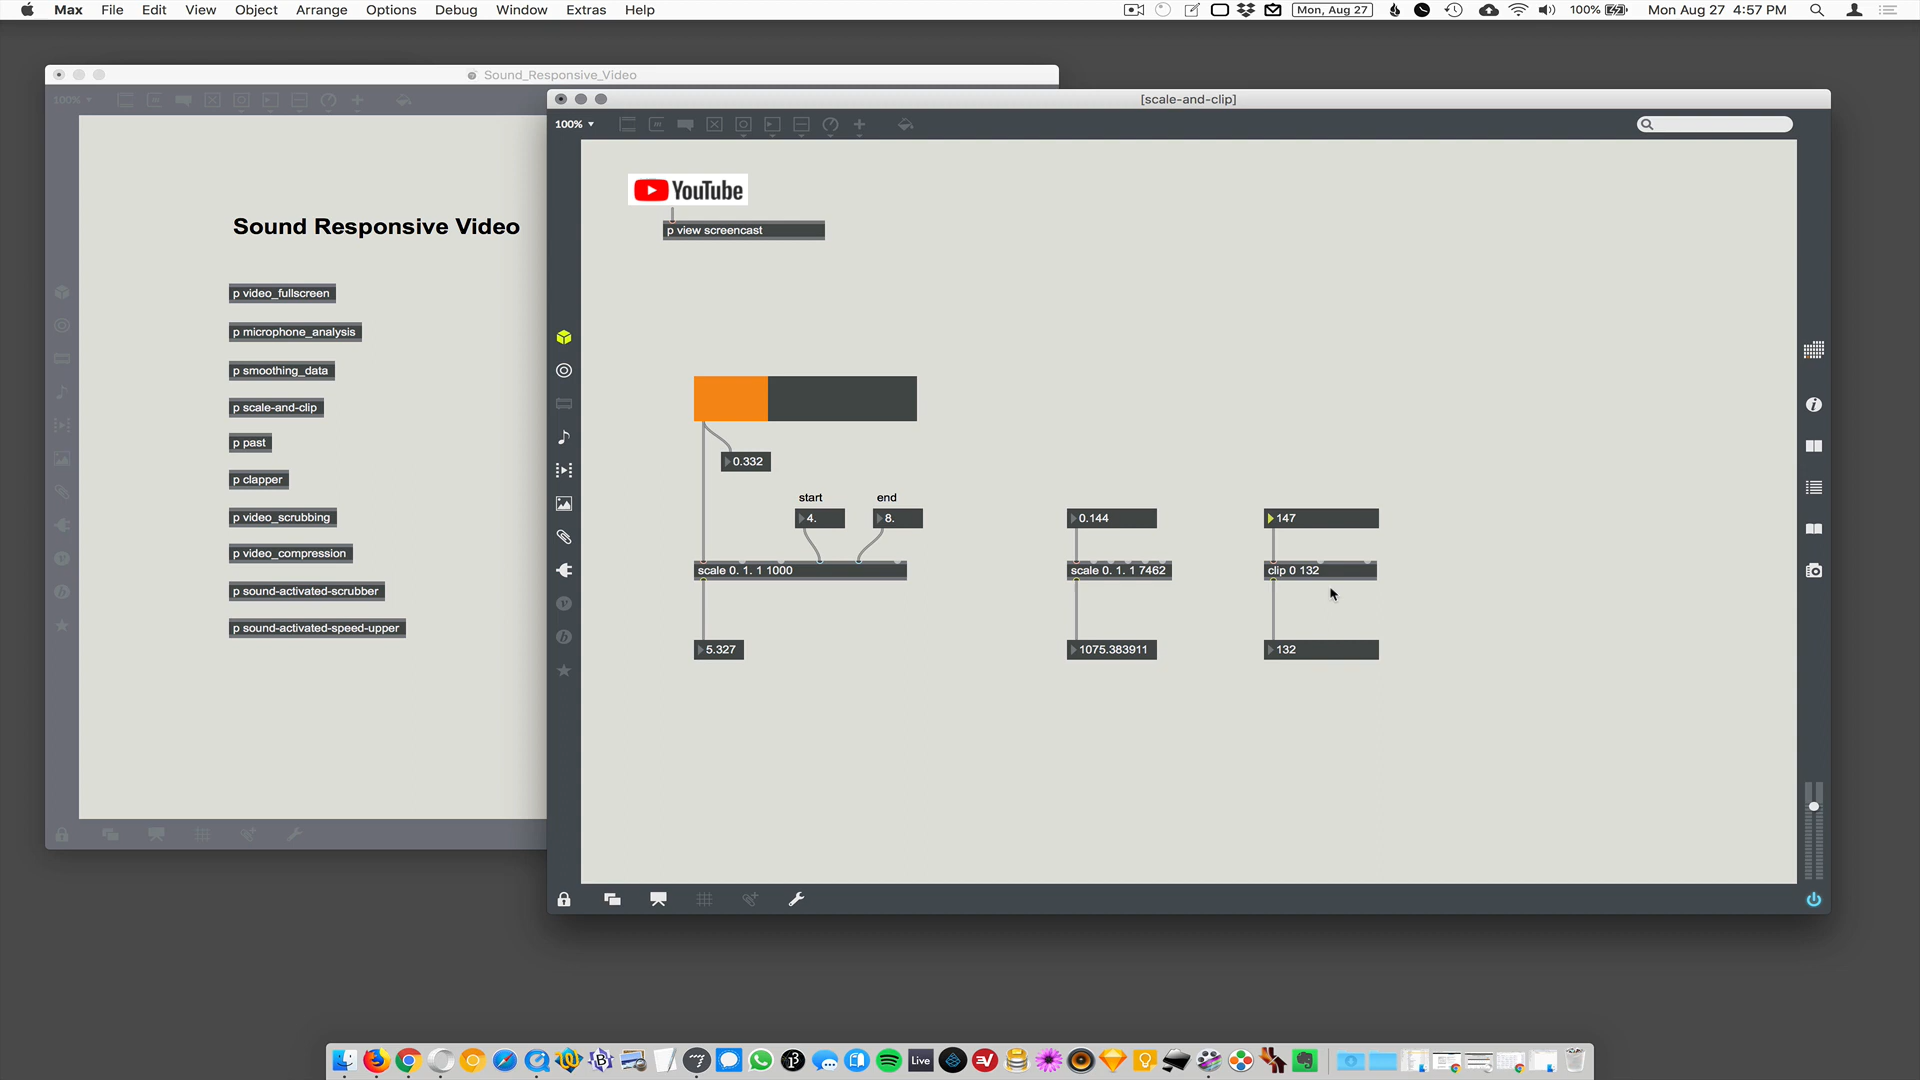 Max File Edit View Object Arrange Options Debug Window Extras Help
Mon, Aug 27
100%
Mon Aug 27 4:57 PM
Sound_Responsive_Video
100%
[scale-and-clip]
100%
YouTube
p view screencast
Sound Responsive Video
p video_fullscreen
p microphone_analysis
p smoothing_data
p scale-and-clip
p past
p clapper
p video_scrubbing
p video_compression
p sound-activated-scrubber
p sound-activated-speed-upper
0.332
start
end
4.
8.
scale 0. 1. 1 1000
5.327
0.144
scale 0. 1. 1 7462
1075.383911
147
clip 0 132
132
Live